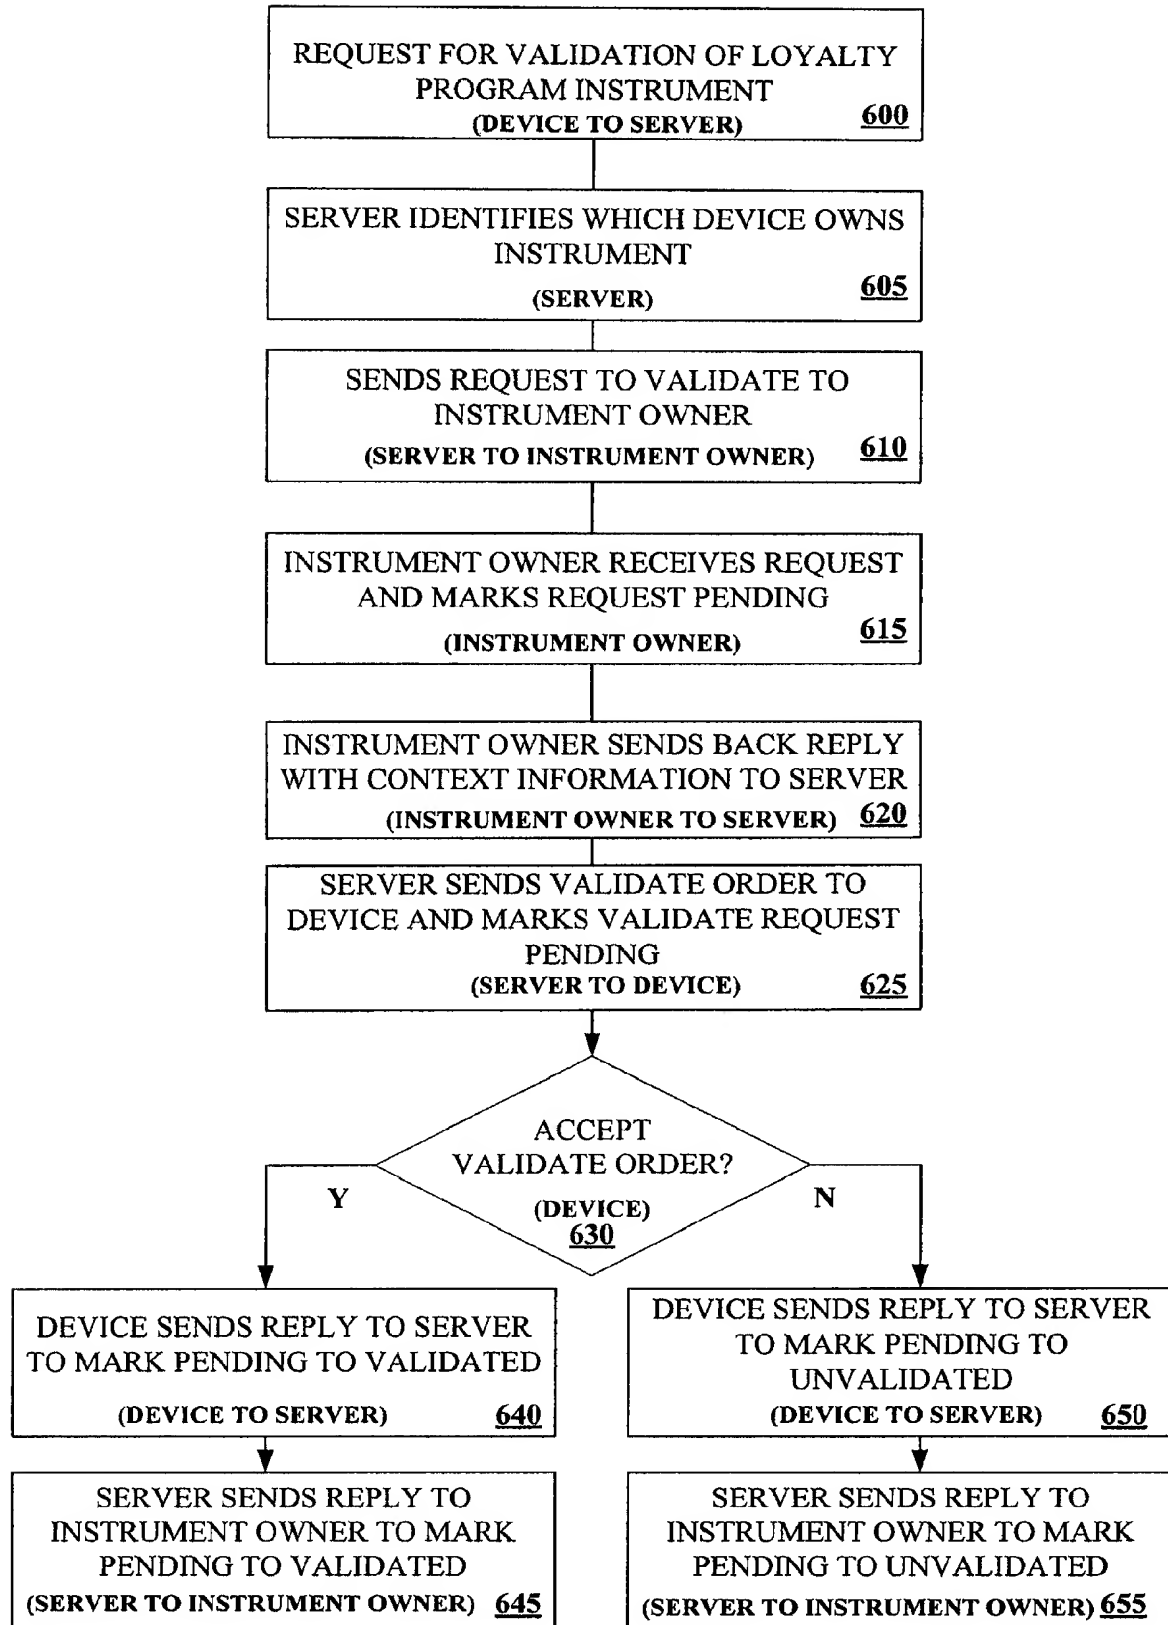 REQUEST FOR VALIDATION OF LOYALTY
PROGRAM INSTRUMENT
(DEVICE TO SERVER) 600
SERVER IDENTIFIES WHICH DEVICE OWNS
INSTRUMENT
(SERVER) 605
SENDS REQUEST TO VALIDATE TO
INSTRUMENT OWNER
(SERVER TO INSTRUMENT OWNER) 610
INSTRUMENT OWNER RECEIVES REQUEST
AND MARKS REQUEST PENDING
(INSTRUMENT OWNER) 615
INSTRUMENT OWNER SENDS BACK REPLY
WITH CONTEXT INFORMATION TO SERVER
(INSTRUMENT OWNER TO SERVER) 620
SERVER SENDS VALIDATE ORDER TO
DEVICE AND MARKS VALIDATE REQUEST
PENDING
(SERVER TO DEVICE) 625
ACCEPT
VALIDATE ORDER?
(DEVICE)
630
Y
N
DEVICE SENDS REPLY TO SERVER
TO MARK PENDING TO VALIDATED
(DEVICE TO SERVER) 640
DEVICE SENDS REPLY TO SERVER
TO MARK PENDING TO
UNVALIDATED
(DEVICE TO SERVER) 650
SERVER SENDS REPLY TO
INSTRUMENT OWNER TO MARK
PENDING TO VALIDATED
(SERVER TO INSTRUMENT OWNER) 645
SERVER SENDS REPLY TO
INSTRUMENT OWNER TO MARK
PENDING TO UNVALIDATED
(SERVER TO INSTRUMENT OWNER) 655